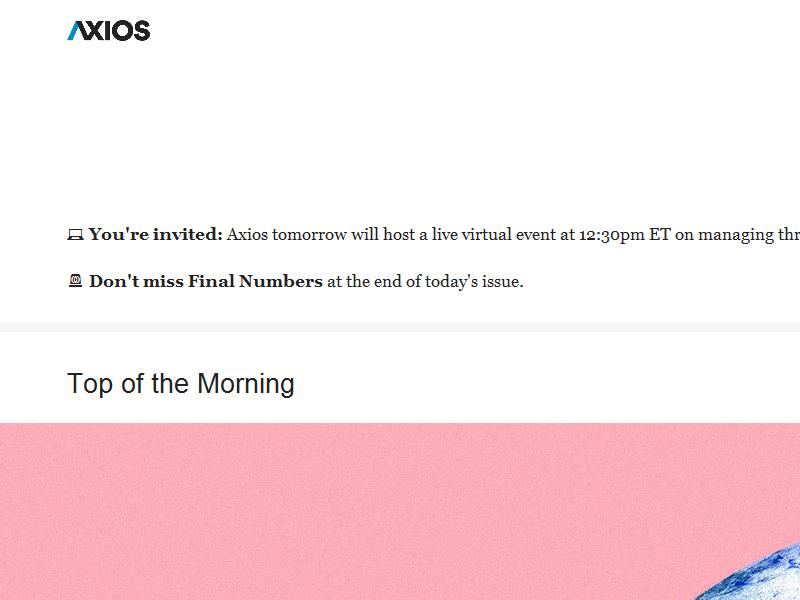 AXIOS
You're invited: Axios tomorrow will host a live virtual event at 12:30pm ET on managing
Don't miss Final Numbers at the end of today's issue.
Top of the Morning